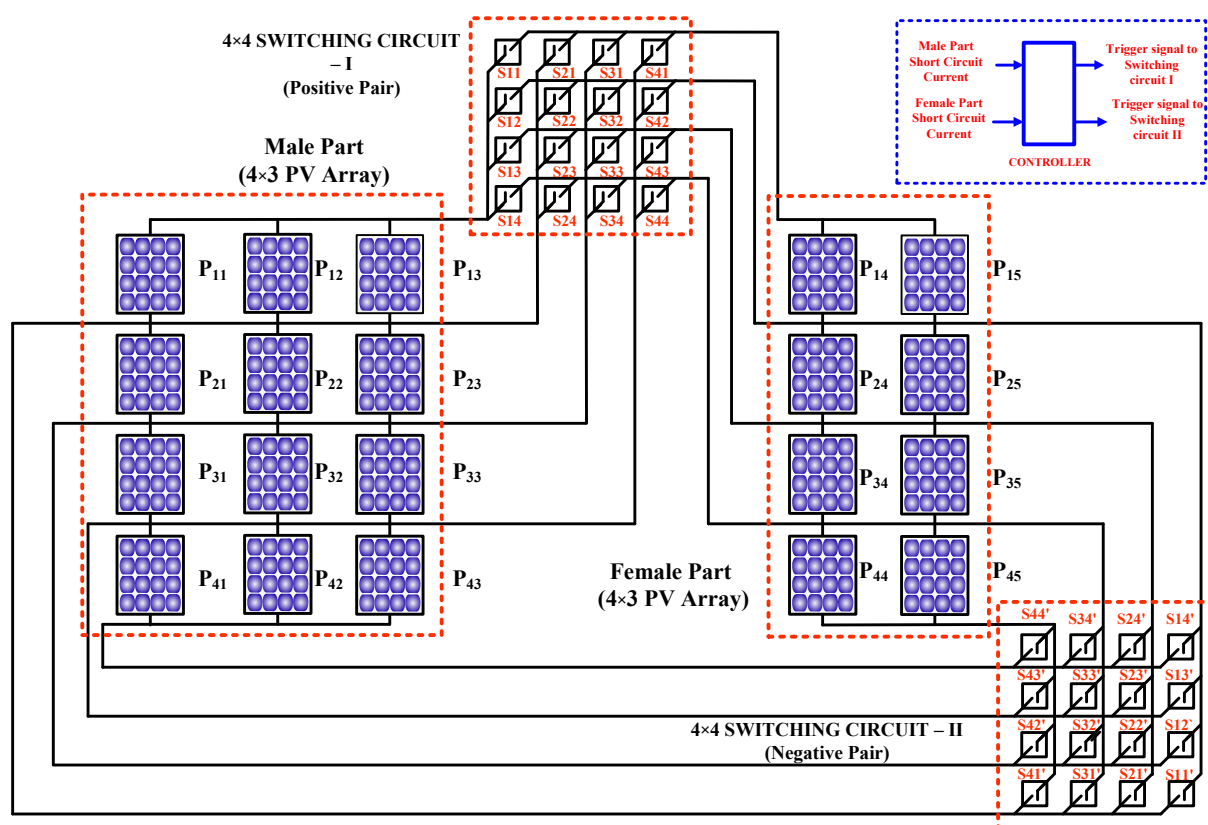 4×4 SWITCHING CIRCUIT
– I
(Positive Pair)
S11 S21 S31 S41
S12 S22 S32 S42
S13 S23 S33 S43
S14 S24 S34 S44
Male Part
Short Circuit
Current
Female Part
Short Circuit
Current
CONTROLLER
Trigger signal to
Switching
circuit I
Trigger signal to
Switching
circuit II
Male Part
(4×3 PV Array)
P11 P12 P13 P14 P15
P21 P22 P23 P24 P25
P31 P32 P33 P34 P35
P41 P42 P43 P44 P45
Female Part
(4×3 PV Array)
S44' S34' S24' S14'
S43' S33' S23' S13'
S42' S32' S22' S12'
S41' S31' S21' S11'
4×4 SWITCHING CIRCUIT – II
(Negative Pair)